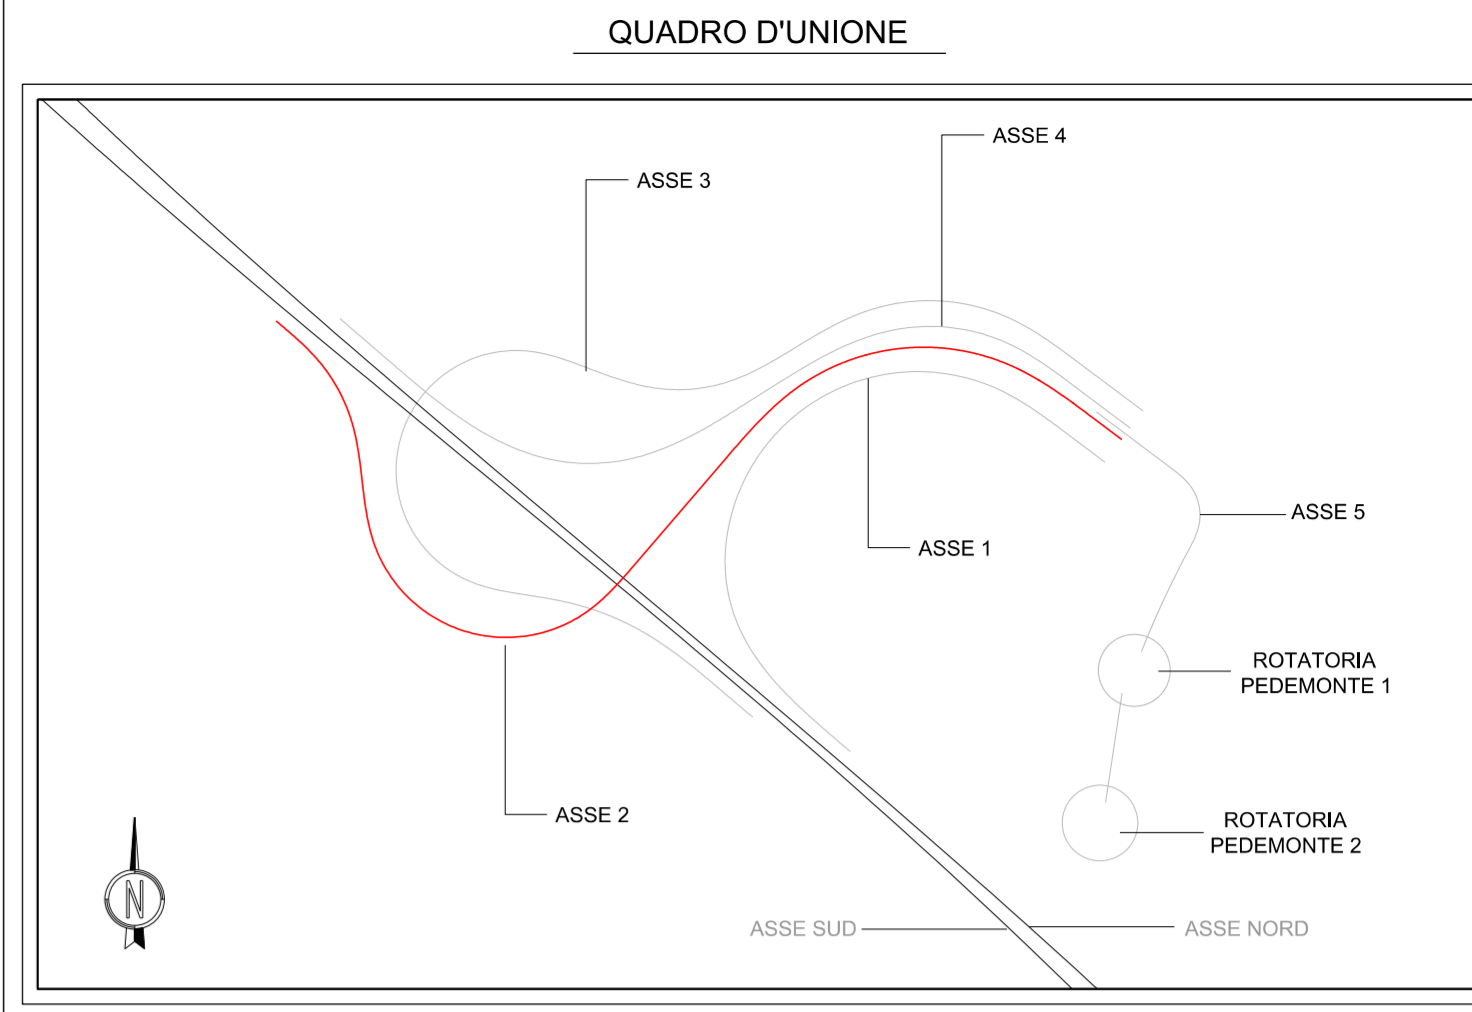 QUADRO D'UNIONE
ASSE 4
ASSE 3
ASSE 5
ASSE 1
ROTATORIA
PEDEMONTE 1
ASSE 2
ROTATORIA
PEDEMONTE 2
N
ASSE SUD
ASSE NORD